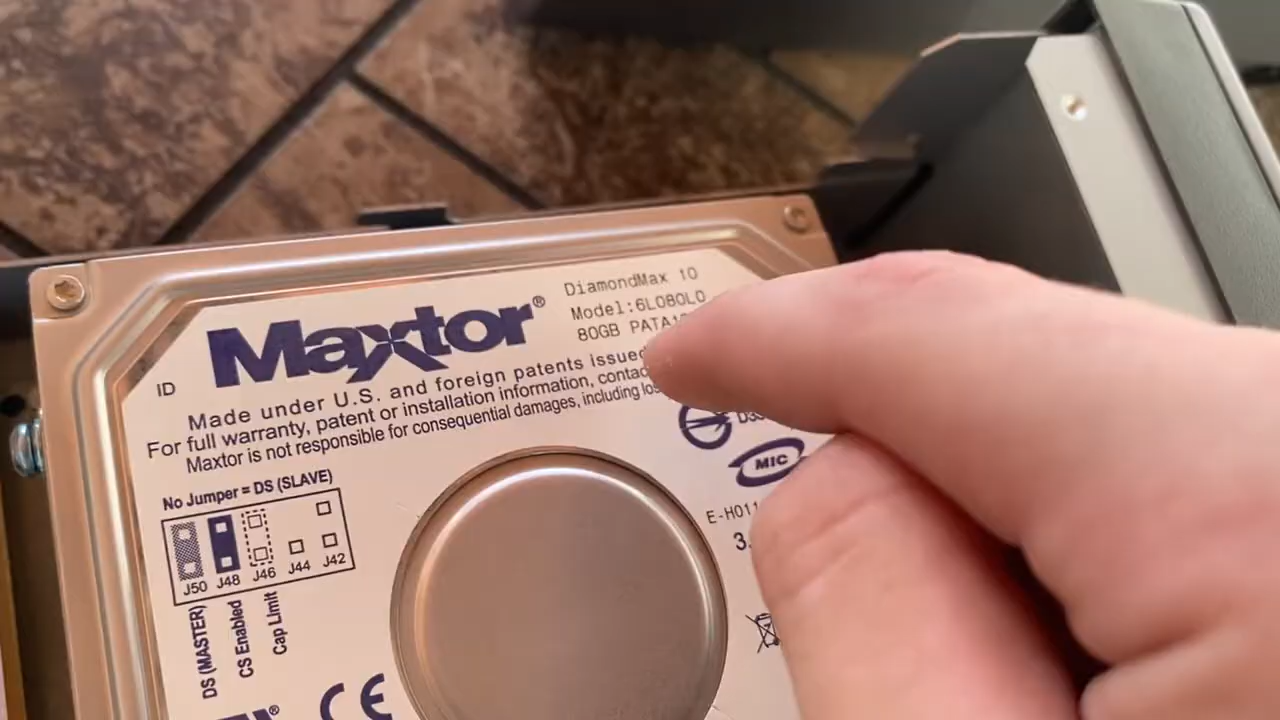 DiamondMax 10
Model:6L080L0
80GB
Maxtor®
ID
Made under U.S. and foreign patents issued
For full warranty, patent or installation information,
Maxtor is not responsible for consequential damages, including
No Jumper = DS (SLAVE)
J50 J48 J46 J44 J42
DS (MASTER)
CS Enabled
Cap Limit
MIC
CE